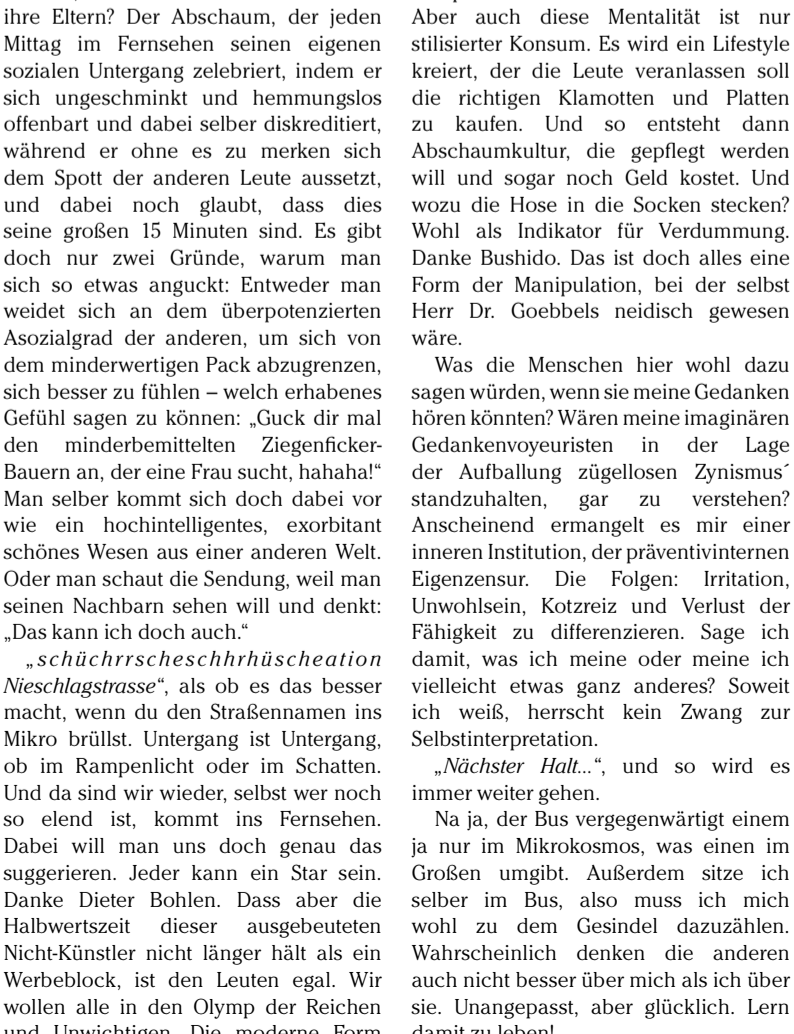 ihre Eltern? Der Abschaum, der jeden
Mittag im Fernsehen seinen eigenen
sozialen Untergang zelebriert, indem er
sich ungeschminkt und hemmungslos
offenbart und dabei selber diskreditiert,
während er ohne es zu merken sich
dem Spott der anderen Leute aussetzt,
und dabei noch glaubt, dass dies
seine großen 15 Minuten sind. Es gibt
doch nur zwei Gründe, warum man
sich so etwas anguckt: Entweder man
weidet sich an dem überpotenzierten
Asozialgrad der anderen, um sich von
dem minderwertigen Pack abzugrenzen,
sich besser zu fühlen – welch erhabenes
Gefühl sagen zu können: „Guck dir mal
den minderbemittelten Ziegenficker-
Bauern an, der eine Frau sucht, hahaha!“
Man selber kommt sich doch dabei vor
wie ein hochintelligentes, exorbitant
schönes Wesen aus einer anderen Welt.
Oder man schaut die Sendung, weil man
seinen Nachbarn sehen will und denkt:
„Das kann ich doch auch.“
„schüchrrscheschhrhüscheation
Nieschlagstrasse“, als ob es das besser
macht, wenn du den Straßennamen ins
Mikro brüllst. Untergang ist Untergang,
ob im Rampenlicht oder im Schatten.
Und da sind wir wieder, selbst wer noch
so elend ist, kommt ins Fernsehen.
Dabei will man uns doch genau das
suggerieren. Jeder kann ein Star sein.
Danke Dieter Bohlen. Dass aber die
Halbwertszeit dieser ausgebeuteten
Nicht-Künstler nicht länger hält als ein
Werbeblock, ist den Leuten egal. Wir
wollen alle in den Olymp der Reichen
und Unwichtigen. Die moderne Form
Aber auch diese Mentalität ist nur
stilisierter Konsum. Es wird ein Lifestyle
kreiert, der die Leute veranlassen soll
die richtigen Klamotten und Platten
zu kaufen. Und so entsteht dann
Abschaumkultur, die gepflegt werden
will und sogar noch Geld kostet. Und
wozu die Hose in die Socken stecken?
Wohl als Indikator für Verdummung.
Danke Bushido. Das ist doch alles eine
Form der Manipulation, bei der selbst
Herr Dr. Goebbels neidisch gewesen
wäre.
Was die Menschen hier wohl dazu
sagen würden, wenn sie meine Gedanken
hören könnten? Wären meine imaginären
Gedankenvoyeuristen in der Lage
der Aufballung zügellosen Zynismus´
standzuhalten, gar zu verstehen?
Anscheinend ermangelt es mir einer
inneren Institution, der präventivinternen
Eigenzensur. Die Folgen: Irritation,
Unwohlsein, Kotzreiz und Verlust der
Fähigkeit zu differenzieren. Sage ich
damit, was ich meine oder meine ich
vielleicht etwas ganz anderes? Soweit
ich weiß, herrscht kein Zwang zur
Selbstinterpretation.
„Nächster Halt...“, und so wird es
immer weiter gehen.
Na ja, der Bus vergegenwärtigt einem
ja nur im Mikrokosmos, was einen im
Großen umgibt. Außerdem sitze ich
selber im Bus, also muss ich mich
wohl zu dem Gesindel dazuzählen.
Wahrscheinlich denken die anderen
auch nicht besser über mich als ich über
sie. Unangepasst, aber glücklich. Lern
damit zu leben!